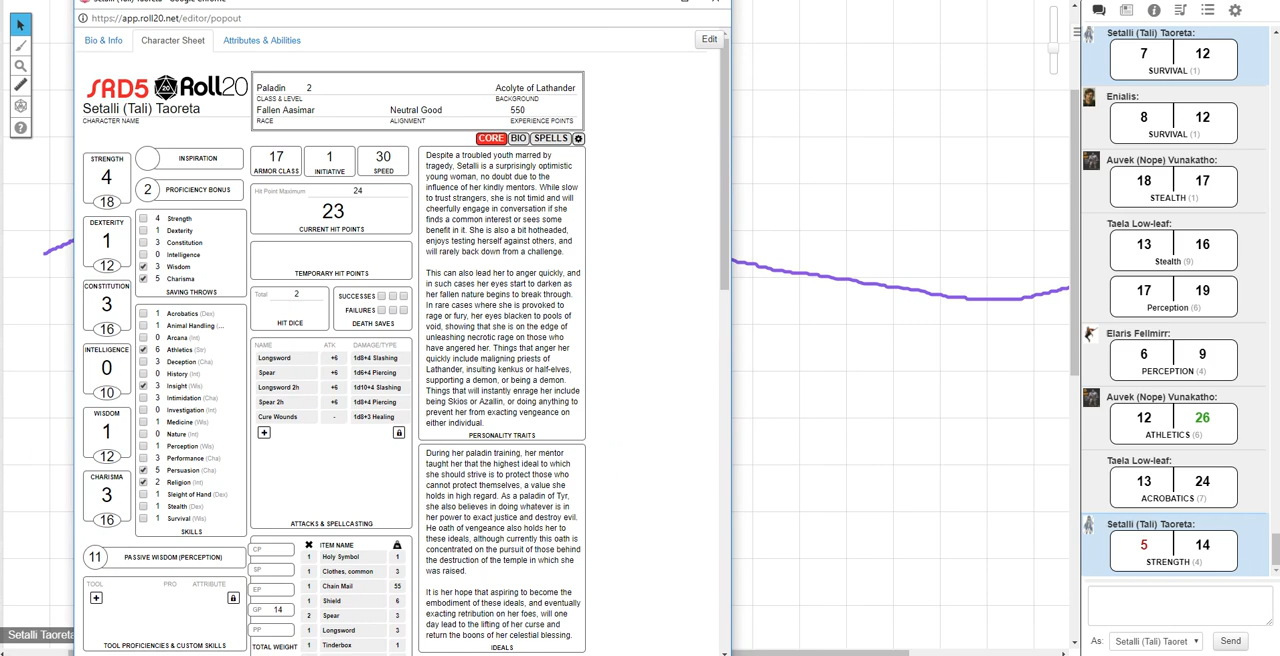 Setalli (Tali) Taoreta - Google Chrome
https://app.roll20.net/editor/popout
Bio & Info
Character Sheet
Attributes & Abilities
Edit
SRD5 Roll20
Setalli (Tali) Taoreta
CHARACTER NAME
Paladin 2
Acolyte of Lathander
CLASS & LEVEL
BACKGROUND
Fallen Aasimar
Neutral Good
550
RACE
ALIGNMENT
EXPERIENCE POINTS
CORE BIO SPELLS
STRENGTH
4
18
DEXTERITY
1
12
CONSTITUTION
3
16
INTELLIGENCE
0
10
WISDOM
1
12
CHARISMA
3
16
INSPIRATION
2 PROFICIENCY BONUS
4 Strength
1 Dexterity
3 Constitution
0 Intelligence
3 Wisdom
5 Charisma
SAVING THROWS
1 Acrobatics (Dex)
1 Animal Handling (...
0 Arcana (Int)
6 Athletics (Str)
3 Deception (Cha)
0 History (Int)
3 Insight (Wis)
3 Intimidation (Cha)
0 Investigation (Int)
1 Medicine (Wis)
0 Nature (Int)
1 Perception (Wis)
3 Performance (Cha)
5 Persuasion (Cha)
2 Religion (Int)
1 Sleight of Hand (Dex)
1 Stealth (Dex)
1 Survival (Wis)
SKILLS
11 PASSIVE WISDOM (PERCEPTION)
TOOL PRO ATTRIBUTE
+
TOOL PROFICIENCIES & CUSTOM SKILLS
17
ARMOR CLASS
1
INITIATIVE
30
SPEED
Hit Point Maximum 24
23
CURRENT HIT POINTS
TEMPORARY HIT POINTS
Total 2
HIT DICE
SUCCESSES
FAILURES
DEATH SAVES
NAME ATK DAMAGE/TYPE
Longsword +6 1d8+4 Slashing
Spear +6 1d6+4 Piercing
Longsword 2h +6 1d10+4 Slashing
Spear 2h +6 1d8+4 Piercing
Cure Wounds - 1d8+3 Healing
+
ATTACKS & SPELLCASTING
CP
SP
EP
GP 14
PP
TOTAL WEIGHT
ITEM NAME
1 Holy Symbol 1
1 Clothes, common 3
1 Chain Mail 55
1 Shield 6
2 Spear 3
1 Longsword 3
1 Tinderbox 1
Despite a troubled youth marred by
tragedy, Setalli is a surprisingly optimistic
young woman, no doubt due to the
influence of her kindly mentors. While slow
to trust strangers, she is not timid and will
cheerfully engage in conversation if she
finds a common interest or sees some
benefit in it. She is also a bit hotheaded,
enjoys testing herself against others, and
will rarely back down from a challenge.
This can also lead her to anger quickly, and
in such cases her eyes start to darken as
her fallen nature begins to break through.
In rare cases where she is provoked to
rage or fury, her eyes blacken to pools of
void, showing that she is on the edge of
unleashing necrotic rage on those who
have angered her. Things that anger her
quickly include maligning priests of
Lathander, insulting kenkus or half-elves,
supporting a demon, or being a demon.
Things that will instantly enrage her include
being Skios or Azallin, or doing anything to
prevent her from exacting vengeance on
either individual.
PERSONALITY TRAITS
During her paladin training, her mentor
taught her that the highest ideal to which
she should strive is to protect those who
cannot protect themselves, a value she
holds in high regard. As a paladin of Tyr,
she also believes in doing whatever is in
her power to exact justice and destroy evil.
He oath of vengeance also holds her to
these ideals, although currently this oath is
concentrated on the pursuit of those behind
the destruction of the temple in which she
was raised.
It is her hope that aspiring to become the
embodiment of these ideals, and eventually
exacting retribution on her foes, will one
day lead to the lifting of her curse and
return the boons of her celestial blessing.
IDEALS
Setalli Taoreta
Setalli (Tali) Taoreta:
7 12
SURVIVAL (1)
Enialis:
8 12
SURVIVAL (1)
Auvek (Nope) Vunakatho:
18 17
STEALTH (1)
Taela Low-leaf:
13 16
Stealth (9)
17 19
Perception (6)
Elaris Fellmirr:
6 9
PERCEPTION (4)
Auvek (Nope) Vunakatho:
12 26
ATHLETICS (6)
Taela Low-leaf:
13 24
ACROBATICS (7)
Setalli (Tali) Taoreta:
5 14
STRENGTH (4)
As: Setalli (Tali) Taoret
Send